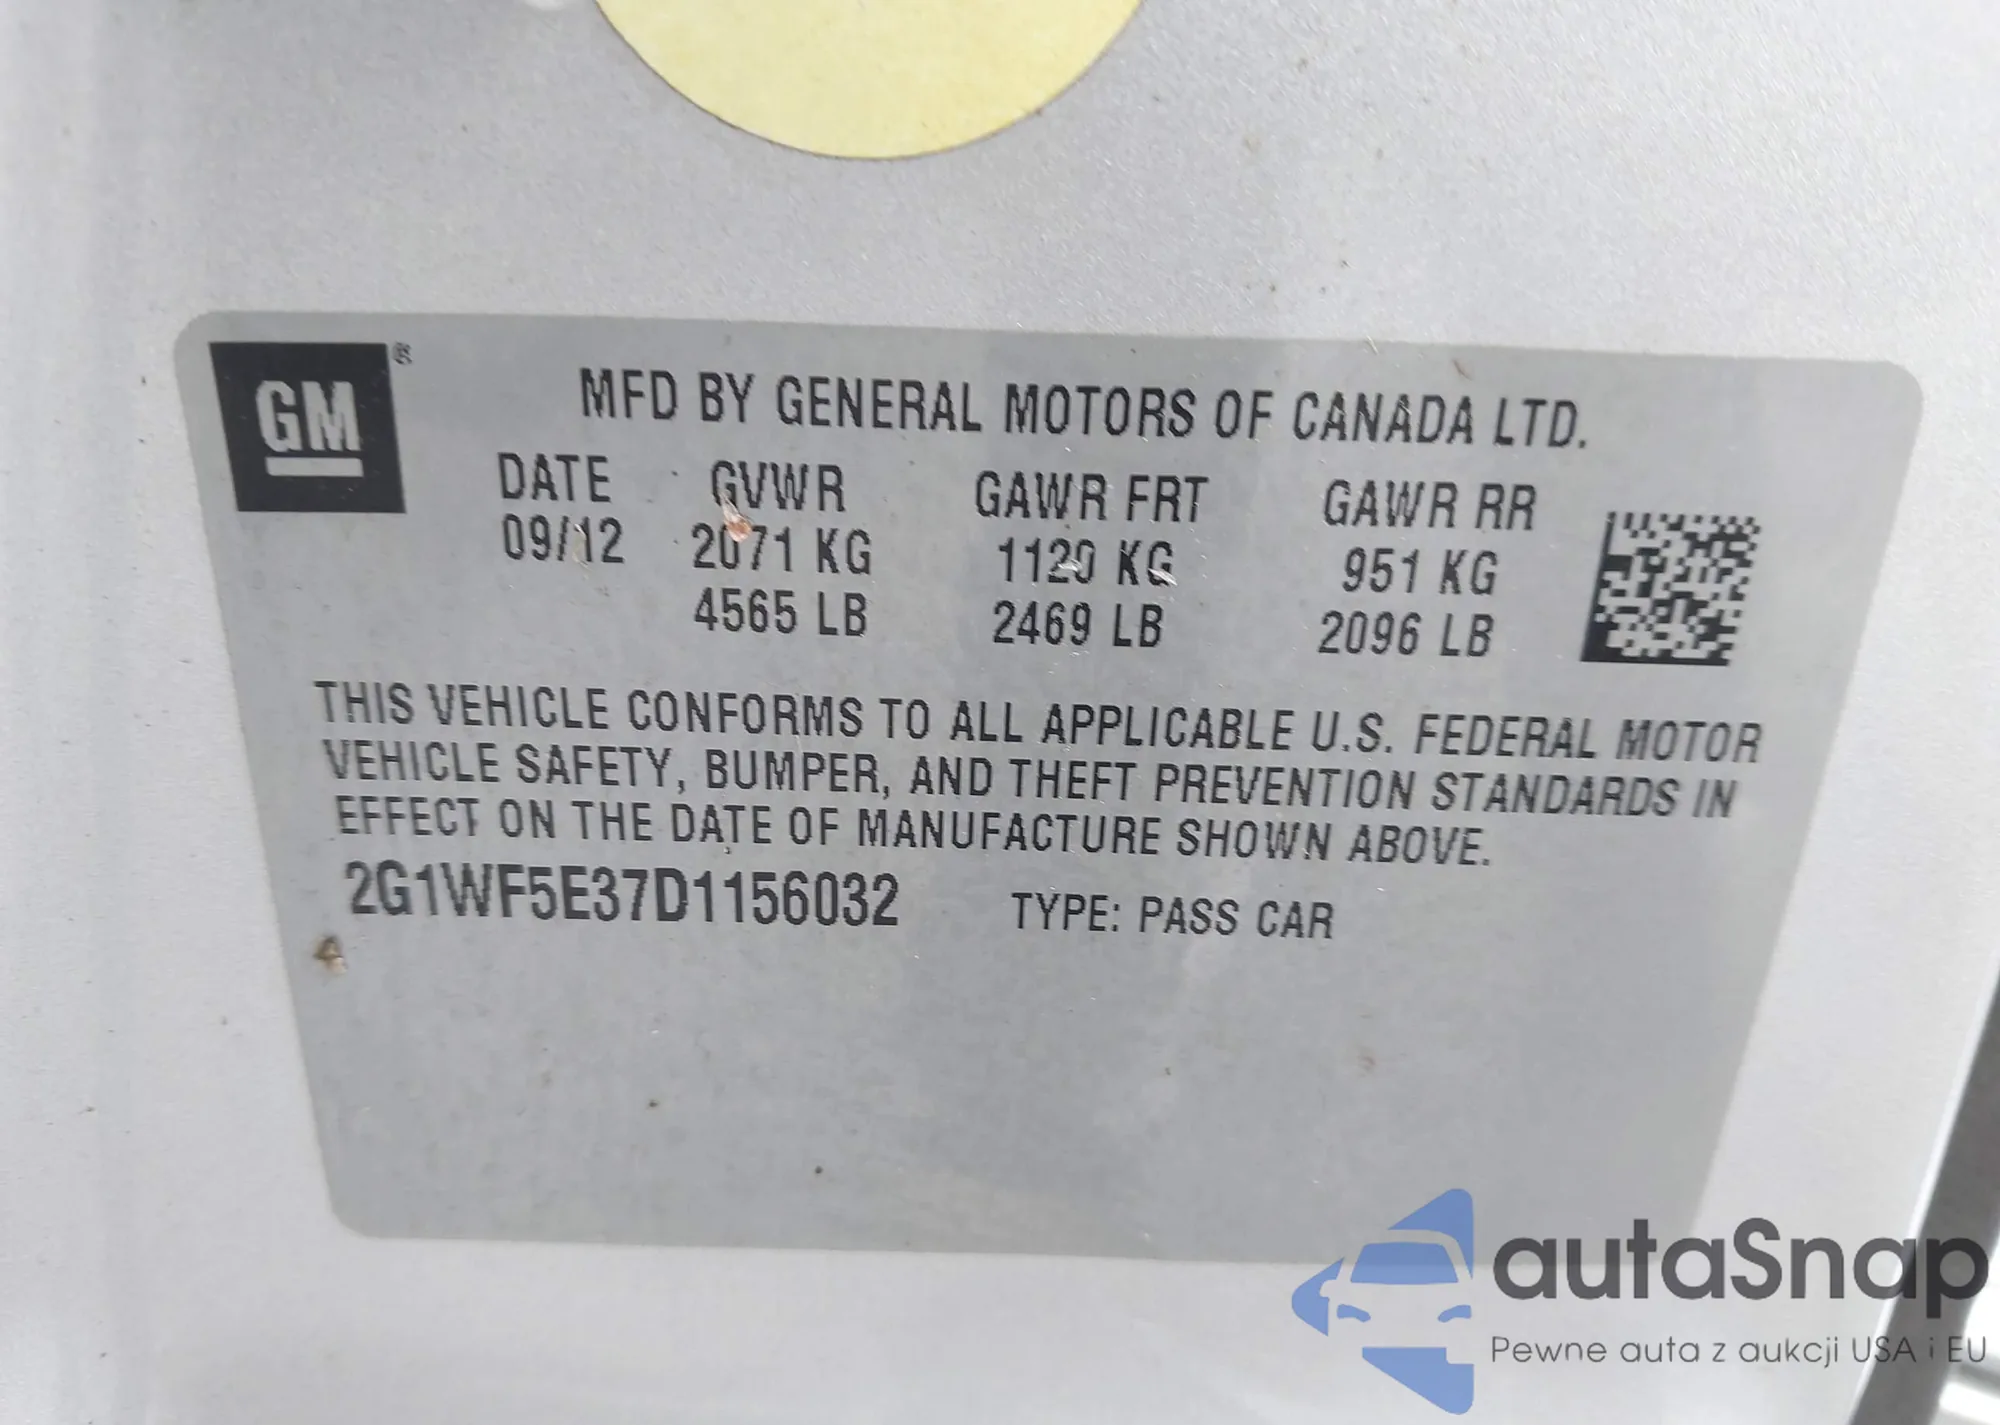 GM ®
MFD BY GENERAL MOTORS OF CANADA LTD.
DATE GVWR GAWR FRT GAWR RR
09/12 2071 KG 1120 KG 951 KG
4565 LB 2469 LB 2096 LB
THIS VEHICLE CONFORMS TO ALL APPLICABLE U.S. FEDERAL MOTOR
VEHICLE SAFETY, BUMPER, AND THEFT PREVENTION STANDARDS IN
EFFECT ON THE DATE OF MANUFACTURE SHOWN ABOVE.
2G1WF5E37D1156032 TYPE: PASS CAR
autaSnap
Pewne auta z aukcji USA i EU